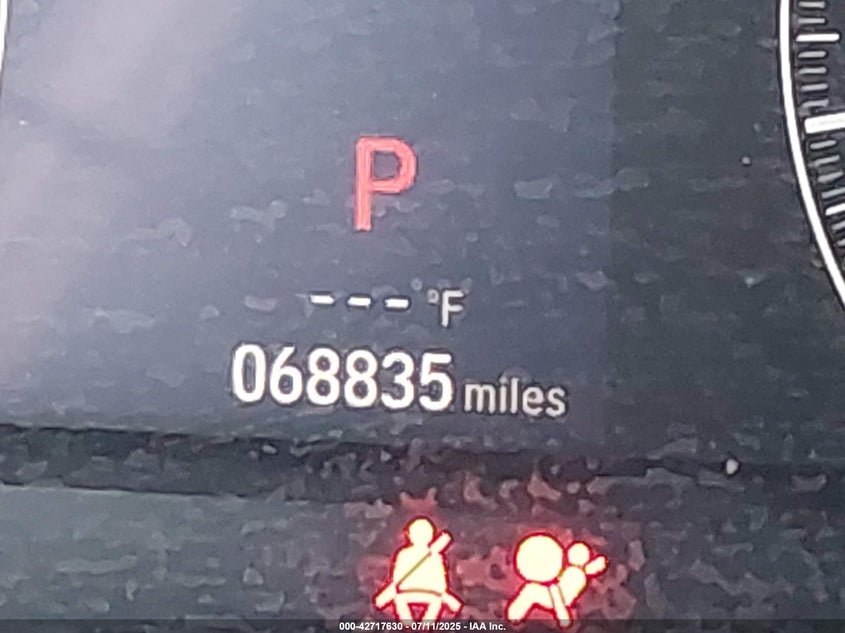 P
--- °F
068835 miles
000-42717630 - 07/11/2025 - IAA Inc.